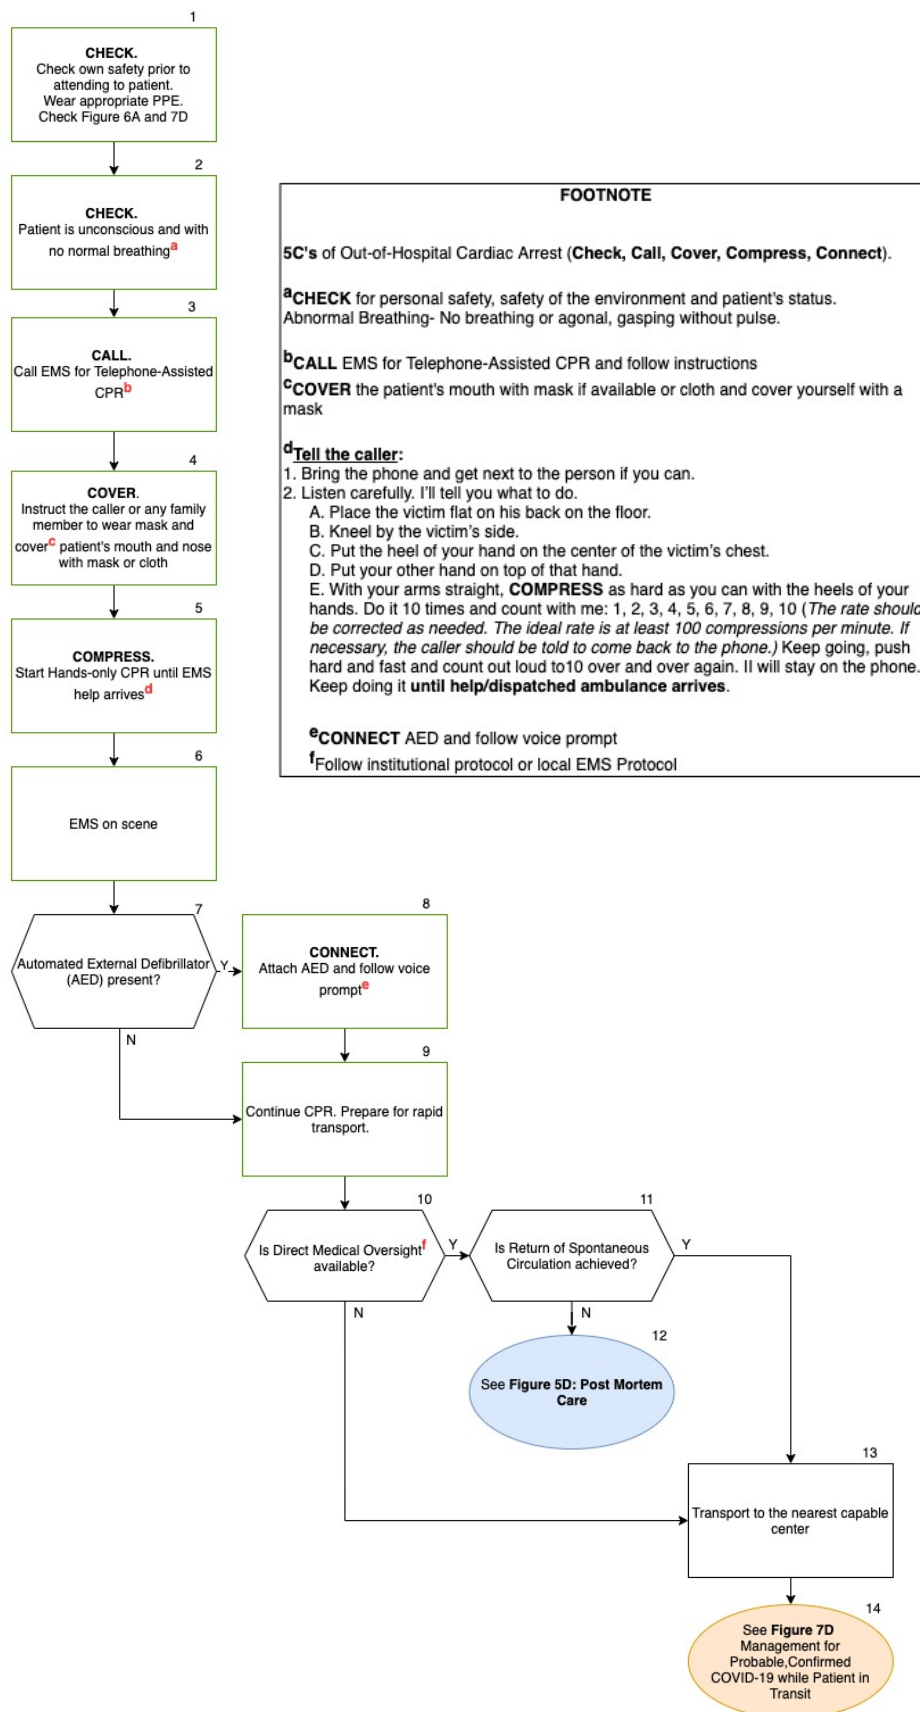 1
CHECK.
Check own safety prior to
attending to patient.
Wear appropriate PPE.
Check Figure 6A and 7D
2
CHECK.
Patient is unconscious and with
no normal breathing a
3
CALL.
Call EMS for Telephone-Assisted
CPR b
4
COVER.
Instruct the caller or any family
member to wear mask and
cover c patient's mouth and nose
with mask or cloth
5
COMPRESS.
Start Hands-only CPR until EMS
help arrives d
6
EMS on scene
FOOTNOTE
5C's of Out-of-Hospital Cardiac Arrest (Check, Call, Cover, Compress, Connect).
a CHECK for personal safety, safety of the environment and patient's status.
Abnormal Breathing- No breathing or agonal, gasping without pulse.
b CALL EMS for Telephone-Assisted CPR and follow instructions
c COVER the patient's mouth with mask if available or cloth and cover yourself with a
mask
d Tell the caller:
1. Bring the phone and get next to the person if you can.
2. Listen carefully. I'll tell you what to do.
A. Place the victim flat on his back on the floor.
B. Kneel by the victim's side.
C. Put the heel of your hand on the center of the victim's chest.
D. Put your other hand on top of that hand.
E. With your arms straight, COMPRESS as hard as you can with the heels of your
hands. Do it 10 times and count with me: 1, 2, 3, 4, 5, 6, 7, 8, 9, 10 (The rate should
be corrected as needed. The ideal rate is at least 100 compressions per minute. If
necessary, the caller should be told to come back to the phone.) Keep going, push
hard and fast and count out loud to10 over and over again. II will stay on the phone.
Keep doing it until help/dispatched ambulance arrives.
e CONNECT AED and follow voice prompt
f Follow institutional protocol or local EMS Protocol
7
Automated External Defibrillator
(AED) present?
Y
N
8
CONNECT.
Attach AED and follow voice
prompt e
9
Continue CPR. Prepare for rapid
transport.
10
Is Direct Medical Oversight f
available?
Y
N
11
Is Return of Spontaneous
Circulation achieved?
Y
N
12
See Figure 5D: Post Mortem
Care
13
Transport to the nearest capable
center
14
See Figure 7D
Management for
Probable,Confirmed
COVID-19 while Patient in
Transit